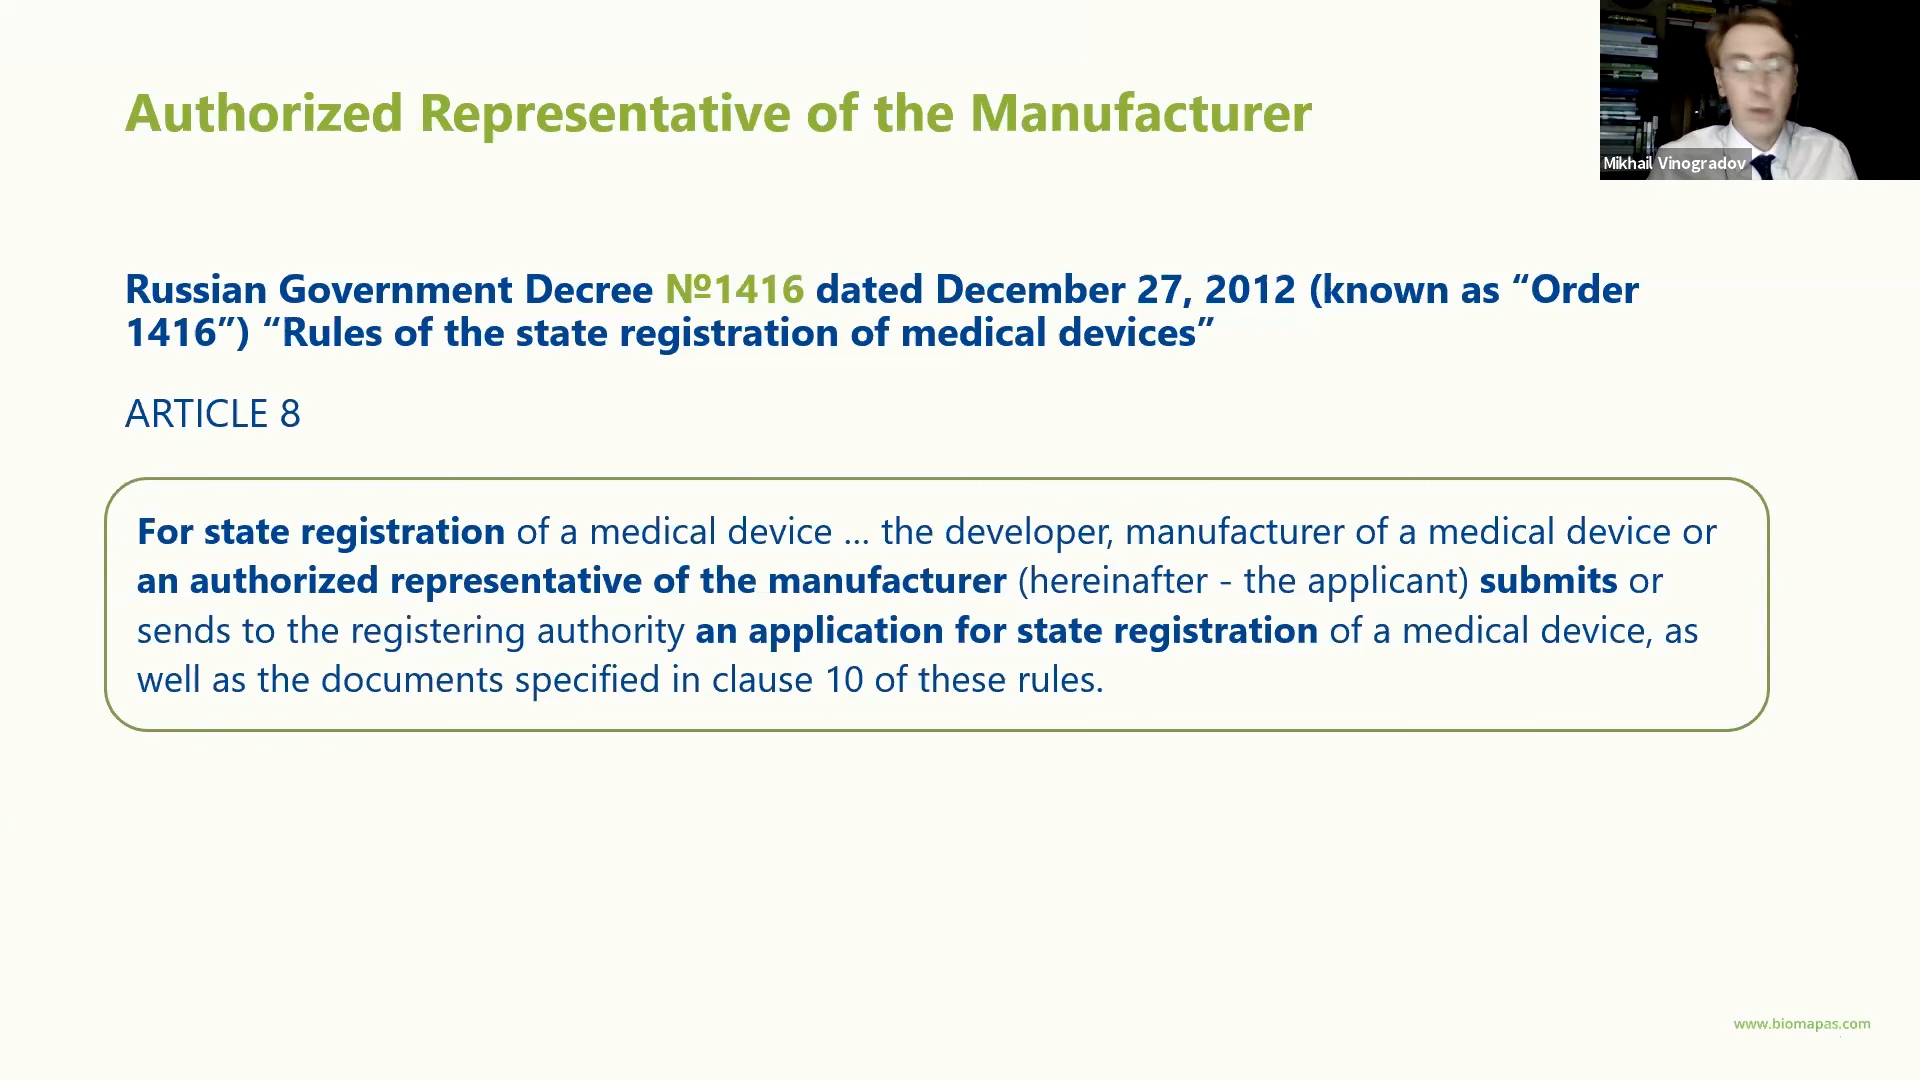 Authorized Representative of the Manufacturer
Mikhail Vinogradov
Russian Government Decree №1416 dated December 27, 2012 (known as “Order
1416”) “Rules of the state registration of medical devices”
ARTICLE 8
For state registration of a medical device ... the developer, manufacturer of a medical device or
an authorized representative of the manufacturer (hereinafter - the applicant) submits or
sends to the registering authority an application for state registration of a medical device, as
well as the documents specified in clause 10 of these rules.
www.biomapas.com